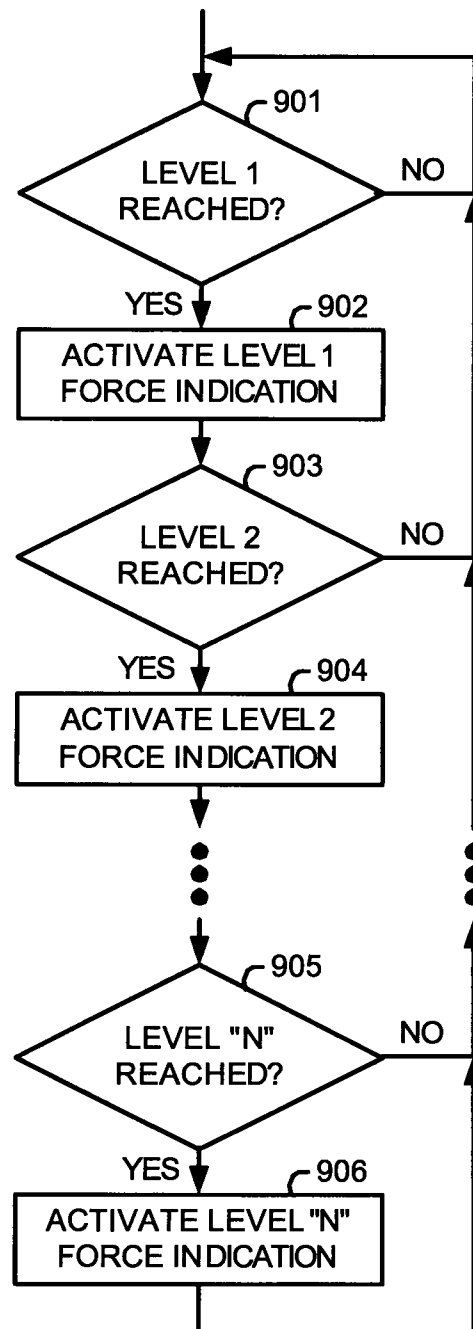 901
LEVEL 1
REACHED?
NO
YES
902
ACTIVATE LEVEL 1
FORCE INDICATION
903
LEVEL 2
REACHED?
NO
YES
904
ACTIVATE LEVEL 2
FORCE INDICATION
905
LEVEL "N"
REACHED?
NO
YES
906
ACTIVATE LEVEL "N"
FORCE INDICATION